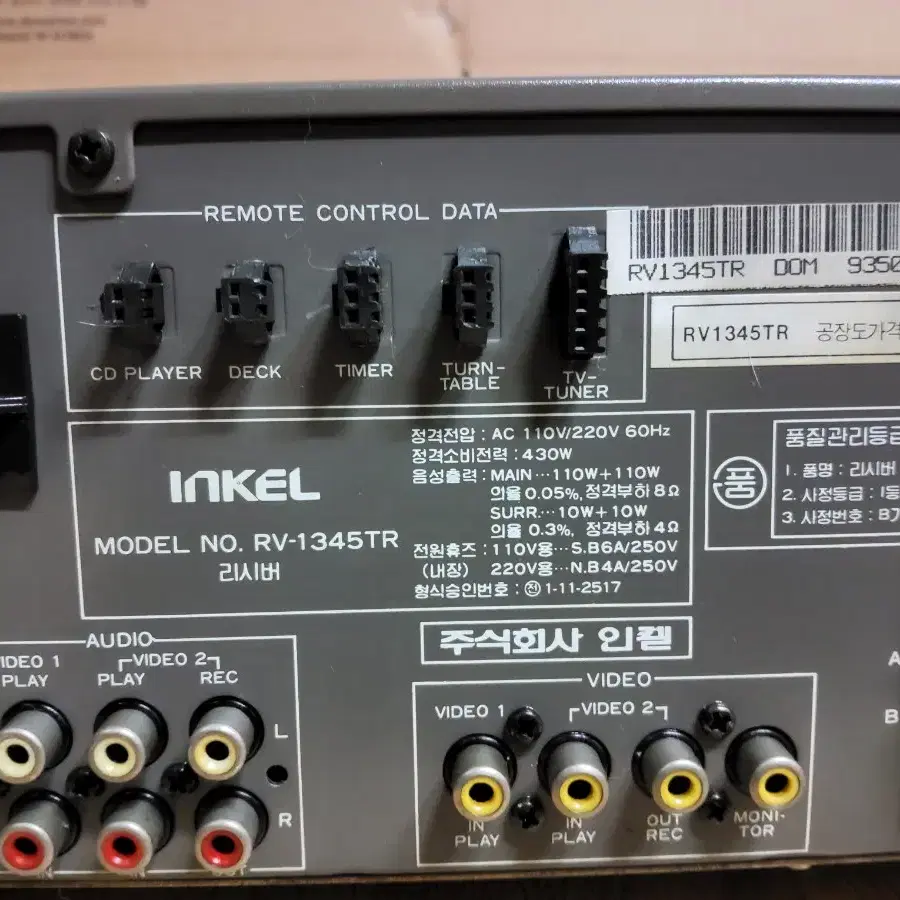 REMOTE CONTROL DATA
RV1345TR DOM 9350
RV1345TR 공장도가격
CD PLAYER
DECK
TIMER
TURN-
TABLE
TV-
TUNER
INKEL
MODEL NO. RV-1345TR
리시버
정격전압 : AC 110V/220V 60Hz
정격소비전력 : 430W
음성출력 : MAIN…110W+110W
의율 0.05%, 정격부하 8Ω
SURR.…10W+10W
의율 0.3%, 정격부하 4Ω
전원휴즈 : 110V용…S.B6A/250V
(내장) 220V용…N.B4A/250V
형식승인번호 : 전 1-11-2517
품
품질관리등급
1. 품명 : 리시버
2. 사정등급 : 1등
3. 사정번호 : B가
주식회사 인켈
AUDIO
VIDEO 1
PLAY
VIDEO 2
PLAY
REC
L
R
VIDEO
VIDEO 1
VIDEO 2
IN
PLAY
IN
PLAY
OUT
REC
MONI-
TOR
A
B